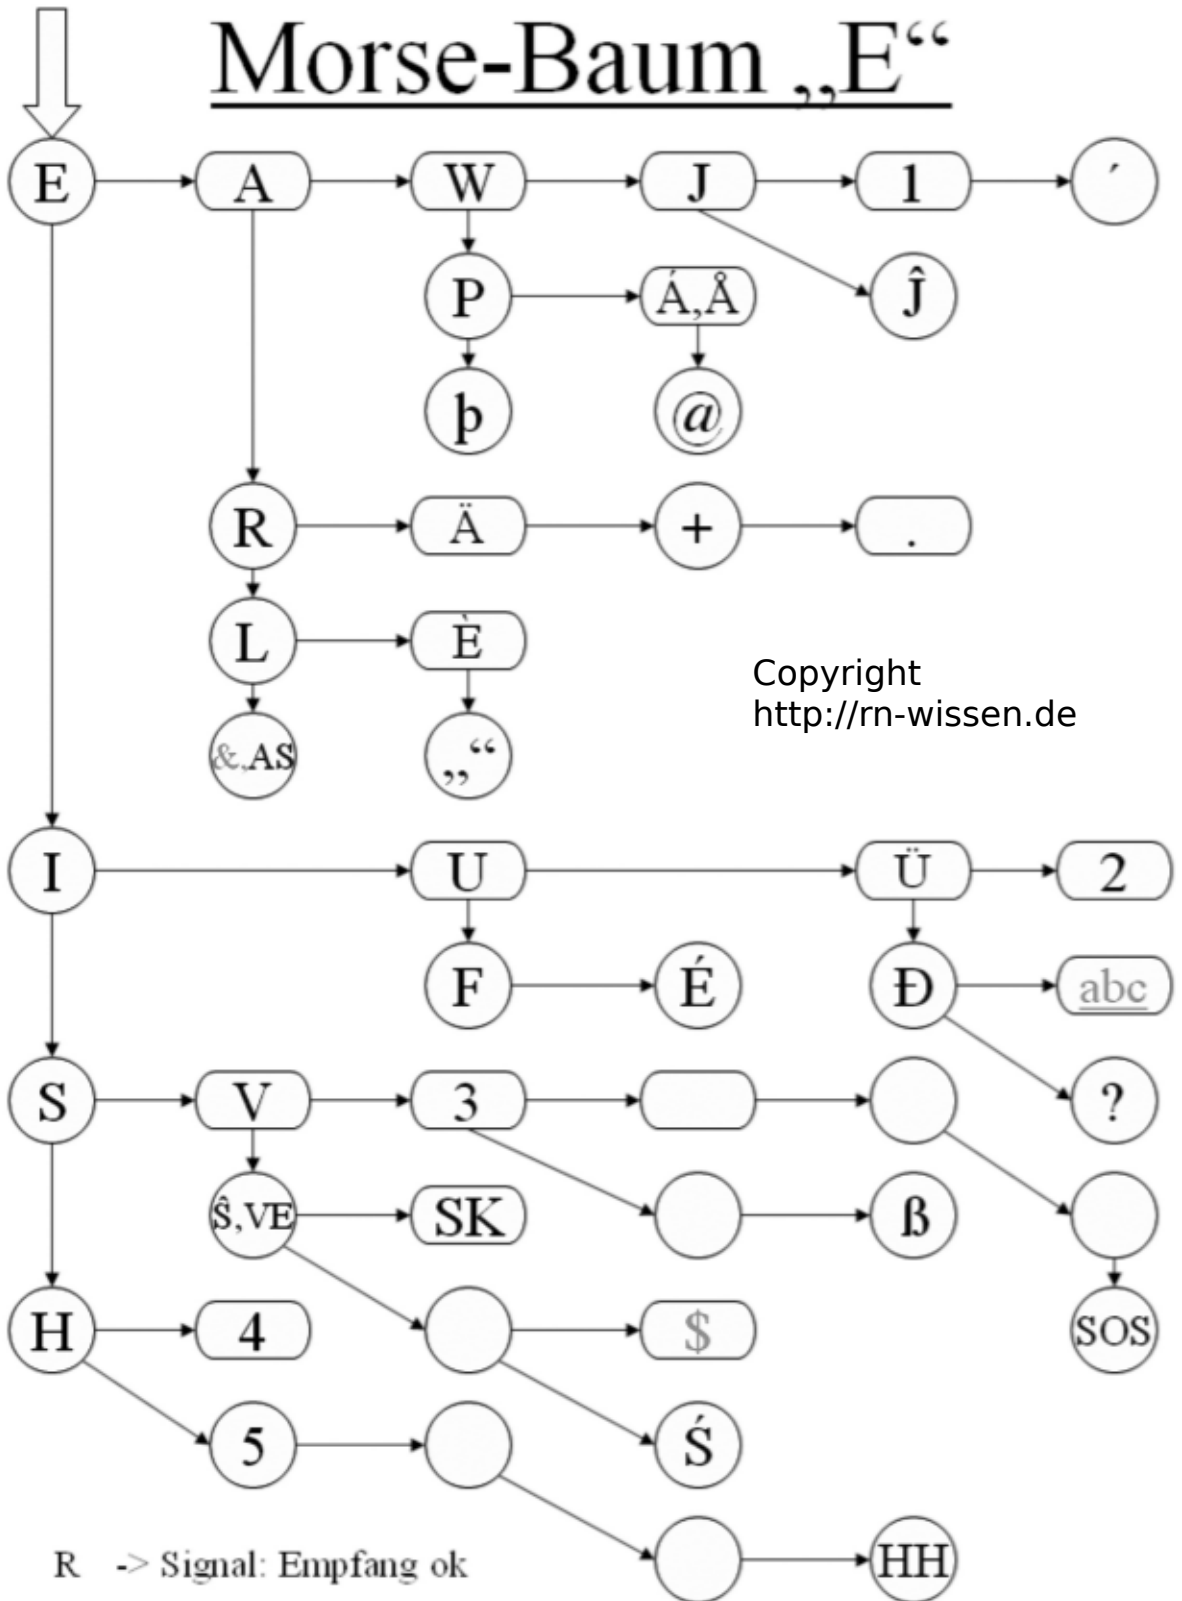 Morse-Baum „E“
E A W J 1 ´
P Á,Å Ĵ
þ @
R Ä + .
L È
Copyright
http://rn-wissen.de
&,AS „“
I U Ü 2
F É Đ abc
S V 3 ?
Ŝ,VE SK ß
H 4 $ SOS
5 Ś
HH
R -> Signal: Empfang ok